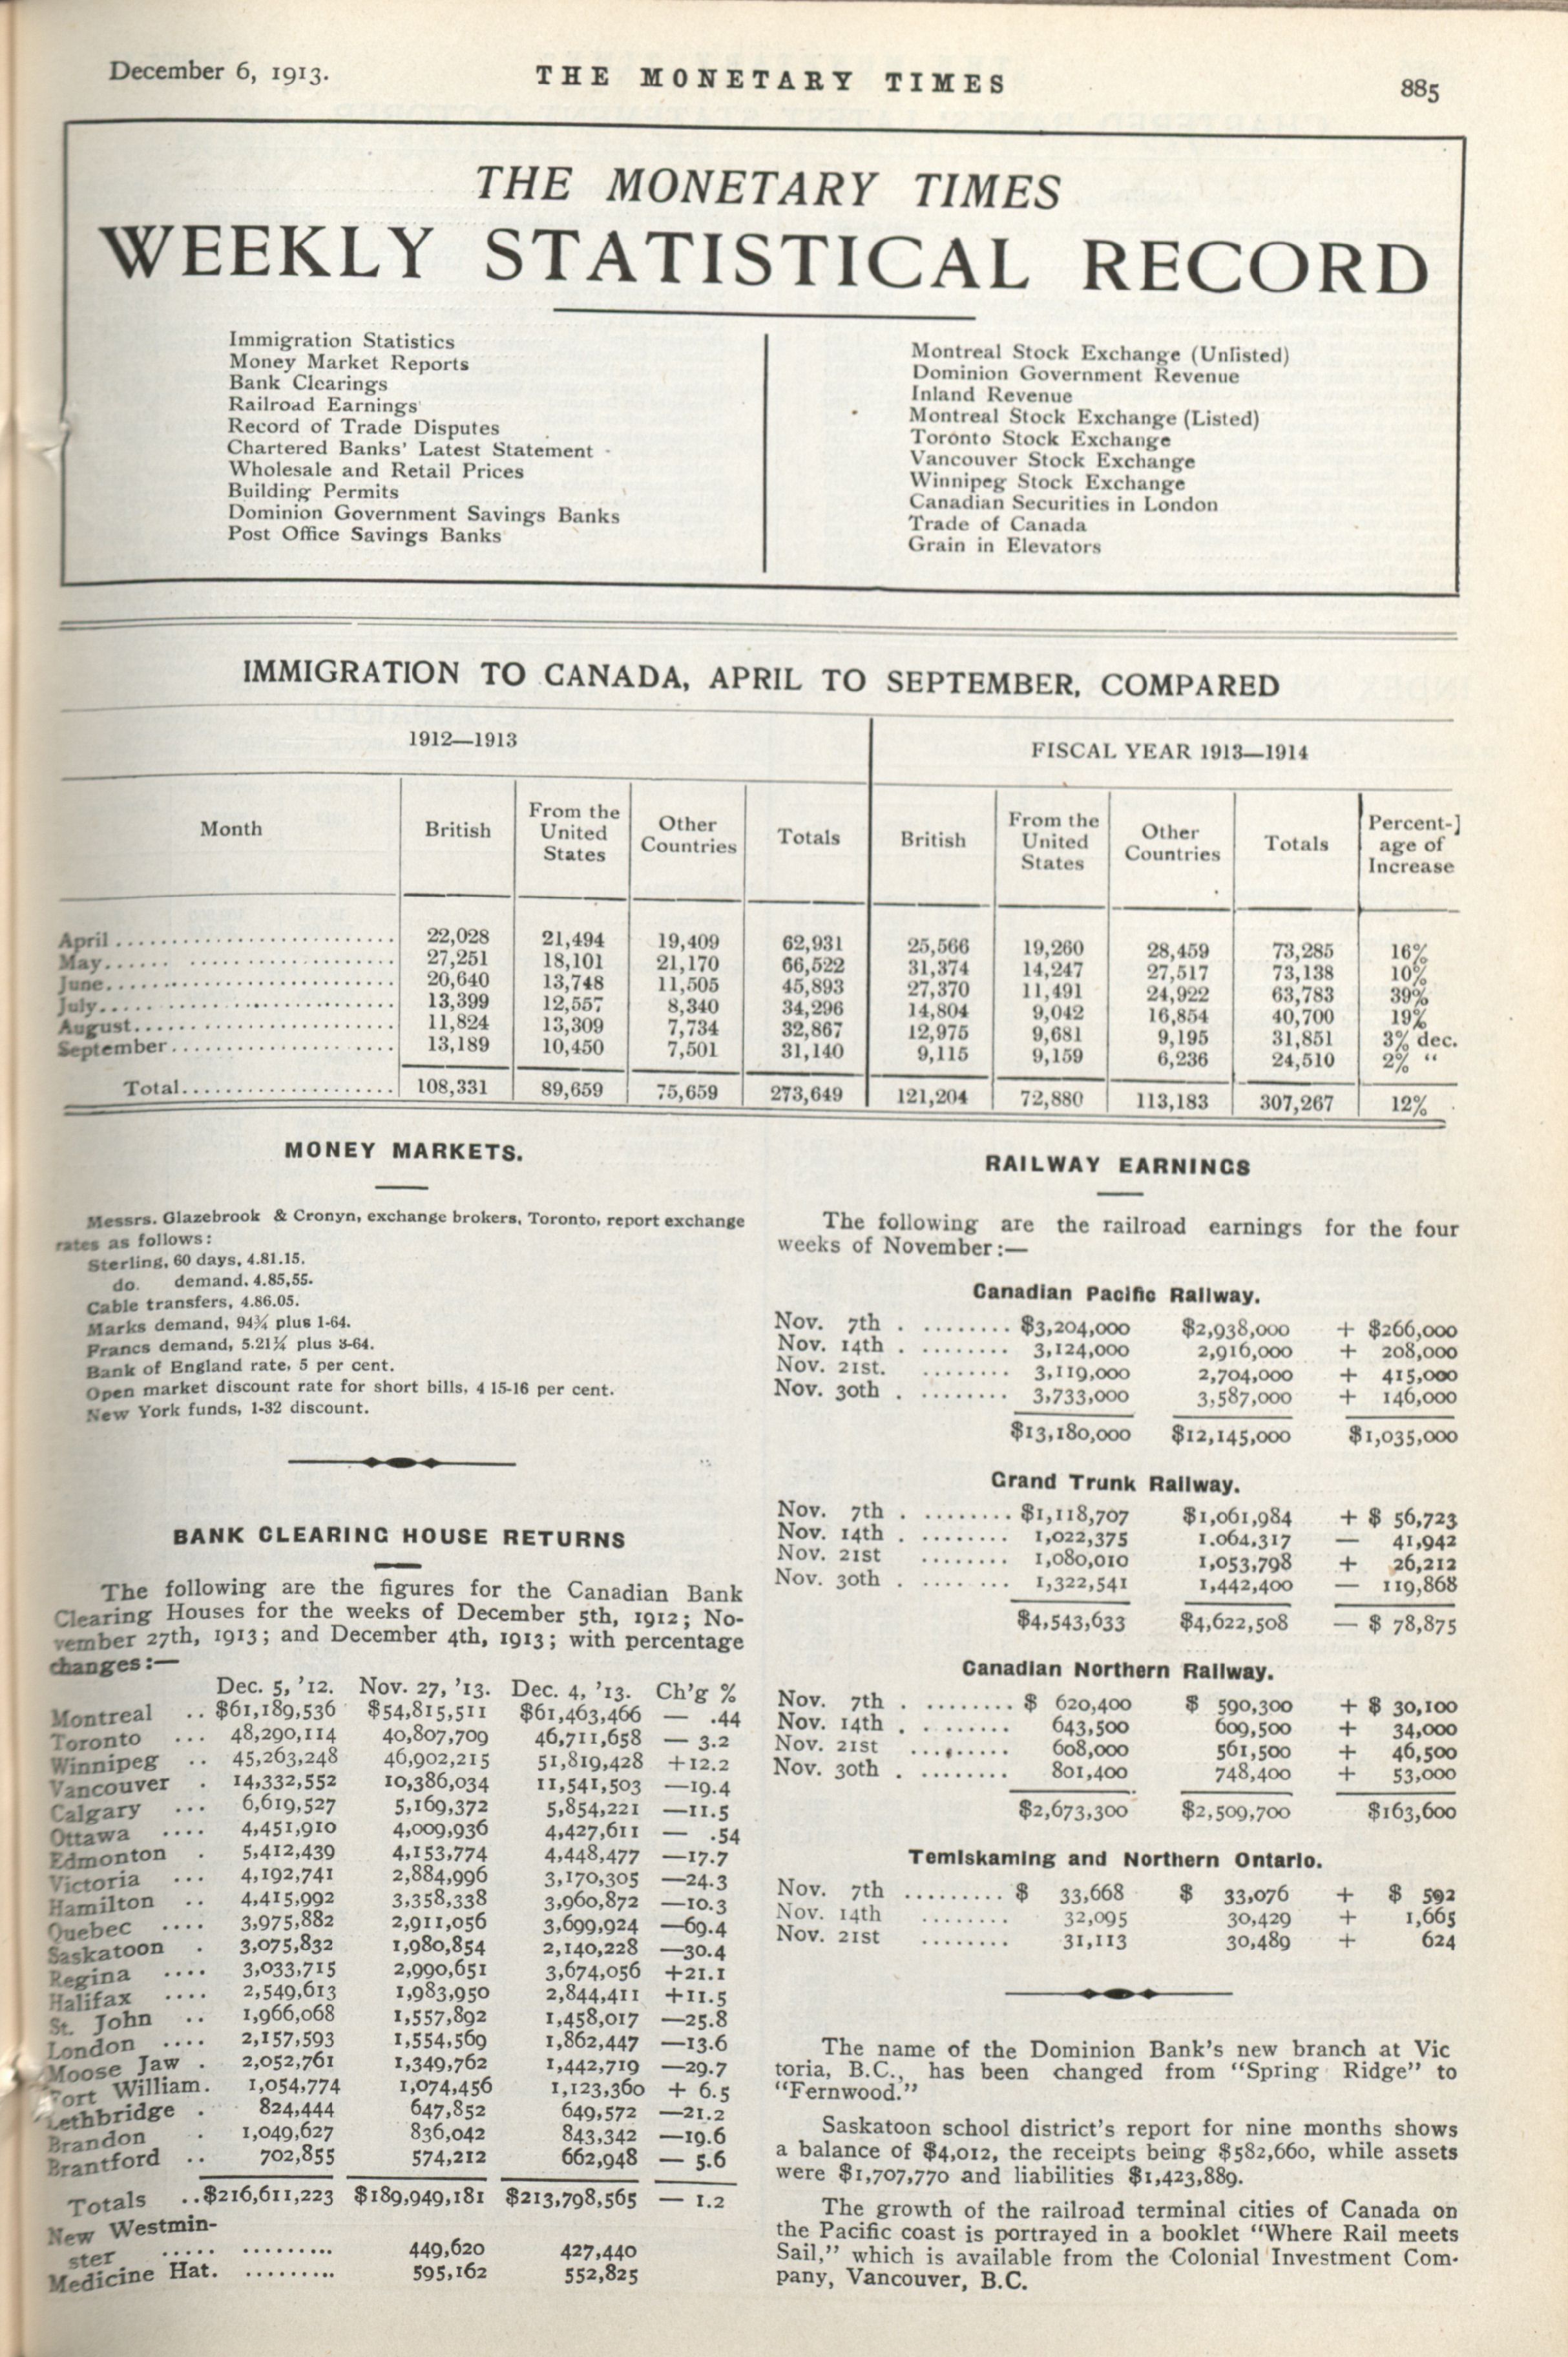 December 6, 1913.
THE MONETARY TIMES
885
THE MONETARY TIMES
WEEKLY STATISTICAL RECORD
Immigration Statistics
Money Market Reports
Bank Clearings
Railroad Earnings
Record of Trade Disputes
Chartered Banks' Latest Statement
Wholesale and Retail Prices
Building Permits
Dominion Government Savings Banks
Post Office Savings Banks
Montreal Stock Exchange (Unlisted)
Dominion Government Revenue
Inland Revenue
Montreal Stock Exchange (Listed)
Toronto Stock Exchange
Vancouver Stock Exchange
Winnipeg Stock Exchange
Canadian Securities in London
Trade of Canada
Grain in Elevators
IMMIGRATION TO CANADA, APRIL TO SEPTEMBER, COMPARED
1912—1913 FISCAL YEAR 1913—1914
Month British From the United States Other Countries Totals British From the United States Other Countries Totals Percentage of Increase
April 22,028 21,494 19,409 62,931 25,566 19,260 28,459 73,285 16%
May 27,251 18,101 21,170 66,522 31,374 14,247 27,517 73,138 10%
June 20,640 13,748 11,505 45,893 27,370 11,491 24,922 63,783 39%
July 13,399 12,557 8,340 34,296 14,804 9,042 16,854 40,700 19%
August 11,824 13,309 7,734 32,867 12,975 9,681 9,195 31,851 3% dec.
September 13,189 10,450 7,501 31,140 9,115 9,159 6,236 24,510 2% "
Total 108,331 89,659 75,659 273,649 121,204 72,880 113,183 307,267 12%
MONEY MARKETS.
Messrs. Glazebrook & Cronyn, exchange brokers, Toronto, report exchange
rates as follows:
Sterling, 60 days, 4.81.15.
do. demand, 4.85,55.
Cable transfers, 4.86.05.
Marks demand, 94¾ plus 1-64.
Francs demand, 5.21¼ plus 3-64.
Bank of England rate, 5 per cent.
Open market discount rate for short bills, 4 15-16 per cent.
New York funds, 1-32 discount.
BANK CLEARING HOUSE RETURNS
The following are the figures for the Canadian Bank
Clearing Houses for the weeks of December 5th, 1912; No-
vember 27th, 1913; and December 4th, 1913; with percentage
changes:—
Dec. 5, '12. Nov. 27, '13. Dec. 4, '13. Ch'g %
Montreal .. $61,189,536 $54,815,511 $61,463,466 — .44
Toronto ... 48,290,114 40,807,709 46,711,658 — 3.2
Winnipeg .. 45,263,248 46,902,215 51,819,428 +12.2
Vancouver . 14,332,552 10,386,034 11,541,503 —19.4
Calgary ... 6,619,527 5,169,372 5,854,221 —11.5
Ottawa .... 4,451,910 4,009,936 4,427,611 — .54
Edmonton . 5,412,439 4,153,774 4,448,477 —17.7
Victoria ... 4,192,741 2,884,996 3,170,305 —24.3
Hamilton .. 4,415,992 3,358,338 3,960,872 —10.3
Quebec .... 3,975,882 2,911,056 3,699,924 —69.4
Saskatoon . 3,075,832 1,980,854 2,140,228 —30.4
Regina .... 3,033,715 2,990,651 3,674,056 +21.1
Halifax .... 2,549,613 1,983,950 2,844,411 +11.5
St. John .. 1,966,068 1,557,892 1,458,017 —25.8
London .... 2,157,593 1,554,569 1,862,447 —13.6
Moose Jaw . 2,052,761 1,349,762 1,442,719 —29.7
Fort William. 1,054,774 1,074,456 1,123,360 + 6.5
Lethbridge . 824,444 647,852 649,572 —21.2
Brandon . 1,049,627 836,042 843,342 —19.6
Brantford .. 702,855 574,212 662,948 — 5.6
Totals ..$216,611,223 $189,949,181 $213,798,565 — 1.2
New Westmin-
ster ..... ......... 449,620 427,440
Medicine Hat. ......... 595,162 552,825
RAILWAY EARNINGS
The following are the railroad earnings for the four
weeks of November:—
Canadian Pacific Railway.
Nov. 7th . ........ $3,204,000 $2,938,000 + $266,000
Nov. 14th . ........ 3,124,000 2,916,000 + 208,000
Nov. 21st. ........ 3,119,000 2,704,000 + 415,000
Nov. 30th . ........ 3,733,000 3,587,000 + 146,000
$13,180,000 $12,145,000 $1,035,000
Grand Trunk Railway.
Nov. 7th . ........ $1,118,707 $1,061,984 + $ 56,723
Nov. 14th . ........ 1,022,375 1.064,317 — 41,942
Nov. 21st ........ 1,080,010 1,053,798 + 26,212
Nov. 30th . ........ 1,322,541 1,442,400 — 119,868
$4,543,633 $4,622,508 — $ 78,875
Canadian Northern Railway.
Nov. 7th . ........ $ 620,400 $ 590,300 + $ 30,100
Nov. 14th . ........ 643,500 609,500 + 34,000
Nov. 21st ......... 608,000 561,500 + 46,500
Nov. 30th . ........ 801,400 748,400 + 53,000
$2,673,300 $2,509,700 $163,600
Temiskaming and Northern Ontario.
Nov. 7th ......... $ 33,668 $ 33,076 + $ 592
Nov. 14th ........ 32,095 30,429 + 1,665
Nov. 21st ........ 31,113 30,489 + 624
The name of the Dominion Bank's new branch at Vic
toria, B.C., has been changed from "Spring Ridge" to
"Fernwood."
Saskatoon school district's report for nine months shows
a balance of $4,012, the receipts being $582,660, while assets
were $1,707,770 and liabilities $1,423,889.
The growth of the railroad terminal cities of Canada on
the Pacific coast is portrayed in a booklet "Where Rail meets
Sail," which is available from the Colonial Investment Com-
pany, Vancouver, B.C.